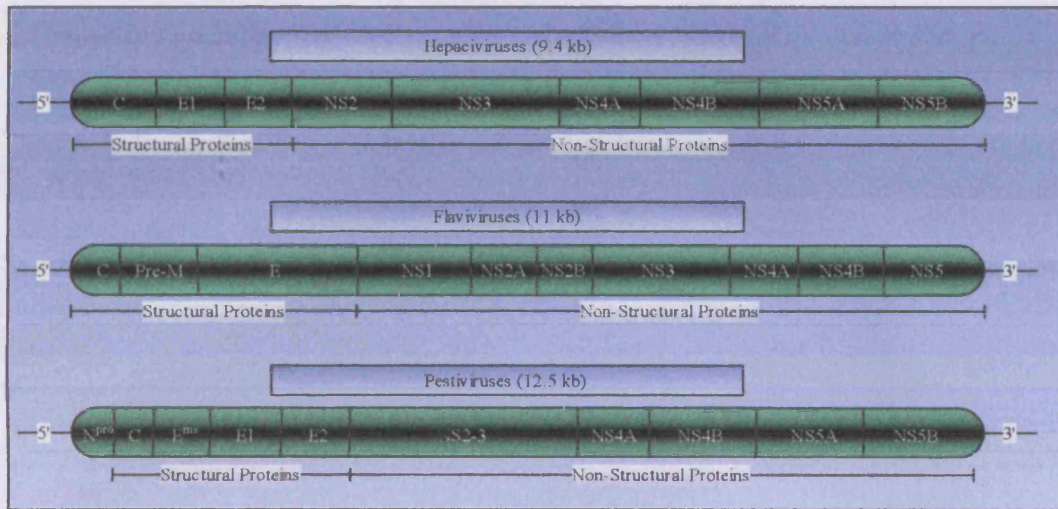 Hepaciviruses (9.4 kb)
5' C E1 E2 NS2 NS3 NS4A NS4B NS5A NS5B 3'
Structural Proteins Non-Structural Proteins
Flaviviruses (11 kb)
5' C Pre-M E NS1 NS2A NS2B NS3 NS4A NS4B NS5 3'
Structural Proteins Non-Structural Proteins
Pestiviruses (12.5 kb)
5' N^pro C E^rns E1 E2 NS2-3 NS4A NS4B NS5A NS5B 3'
Structural Proteins Non-Structural Proteins